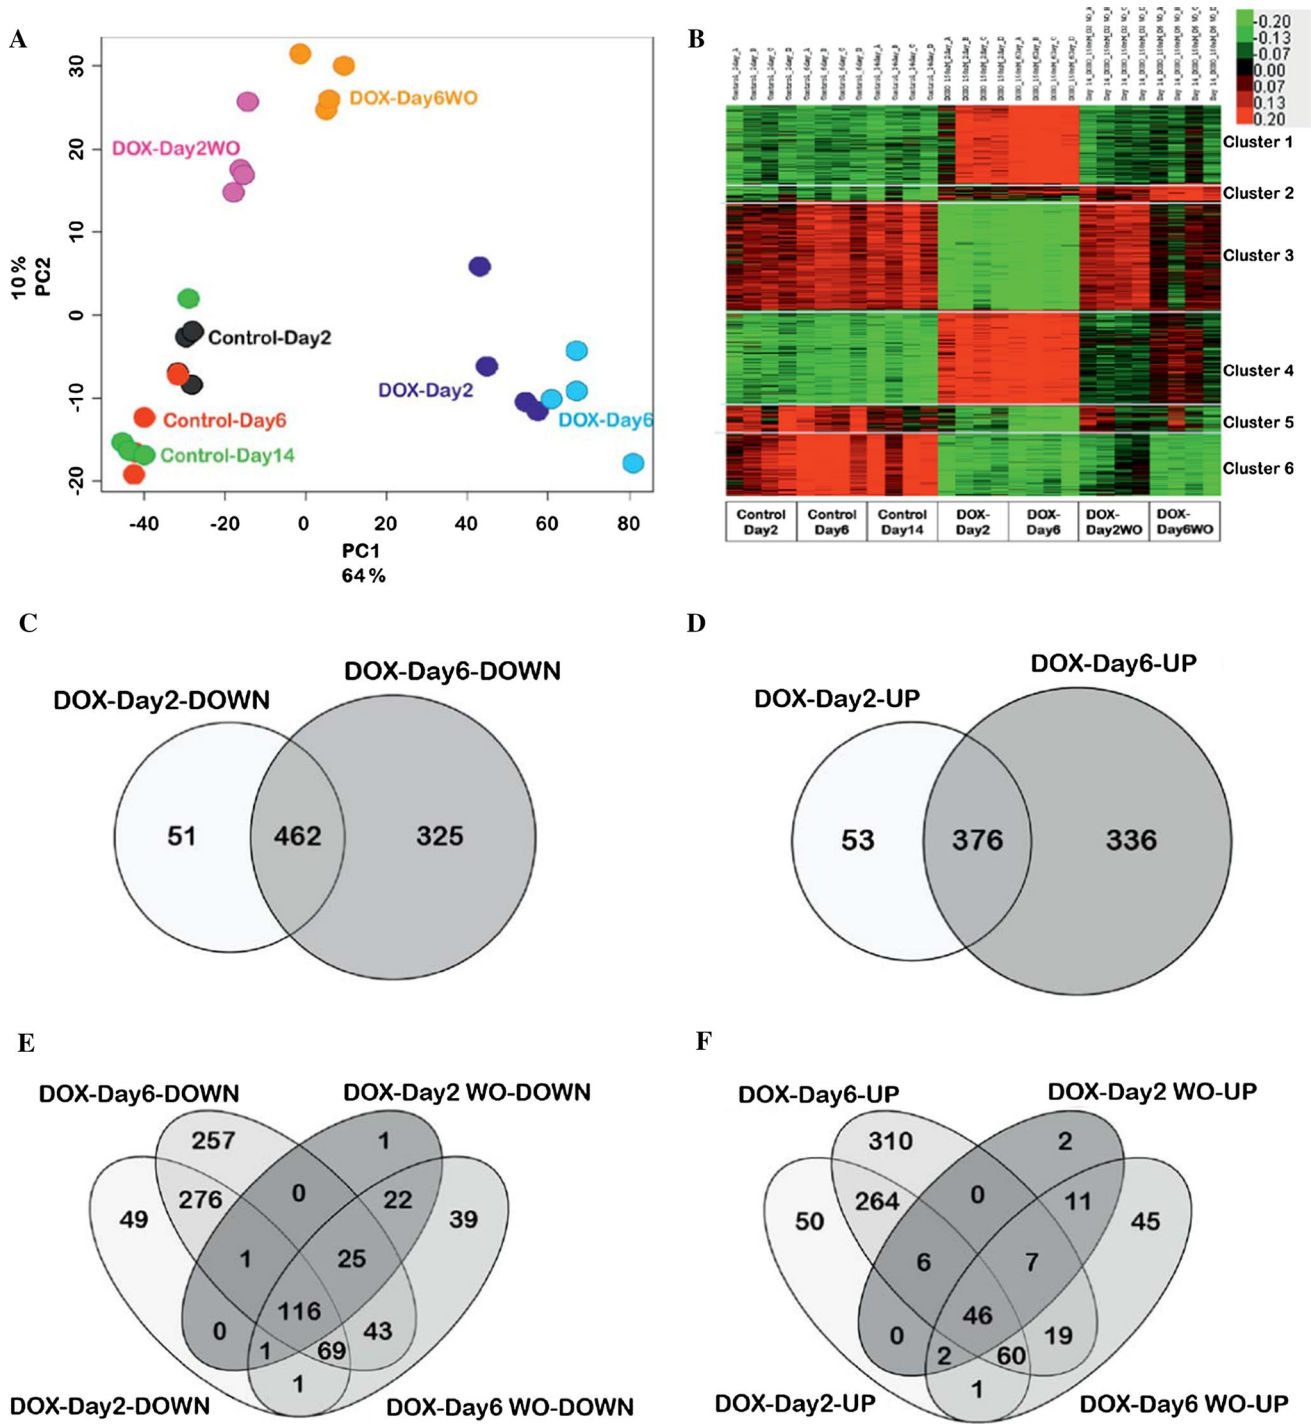 A
30
20
10
0
-10
-20
10%
PC2
DOX-Day6WO
DOX-Day2WO
Control-Day2
DOX-Day2
DOX-Day6
Control-Day6
Control-Day14
-40
-20
0
20
40
60
80
PC1
64%
B
-0.20
-0.13
-0.07
0.00
0.07
0.13
0.20
Cluster 1
Cluster 2
Cluster 3
Cluster 4
Cluster 5
Cluster 6
Control
Day2
Control
Day6
Control
Day14
DOX-
Day2
DOX-
Day6
DOX-
Day2WO
DOX-
Day6WO
C
DOX-Day6-DOWN
DOX-Day2-DOWN
51
462
325
D
DOX-Day6-UP
DOX-Day2-UP
53
376
336
E
DOX-Day6-DOWN
DOX-Day2 WO-DOWN
257
1
276
0
22
49
39
1
25
116
0
43
1
69
1
DOX-Day2-DOWN
DOX-Day6 WO-DOWN
F
DOX-Day6-UP
DOX-Day2 WO-UP
310
2
264
0
11
50
45
6
7
46
0
19
2
60
1
DOX-Day2-UP
DOX-Day6 WO-UP